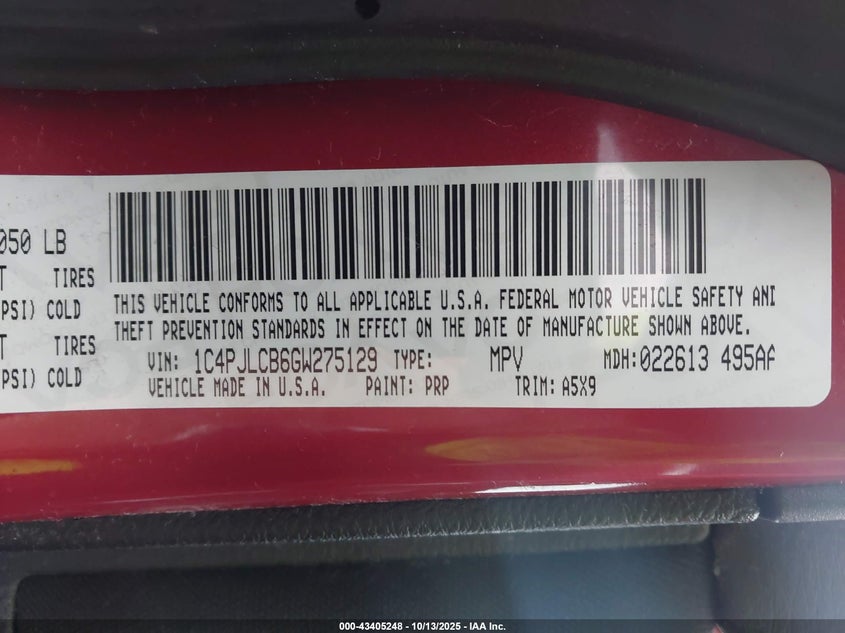 050 LB
T TIRES
PSI) COLD
T TIRES
PSI) COLD
THIS VEHICLE CONFORMS TO ALL APPLICABLE U.S.A. FEDERAL MOTOR VEHICLE SAFETY AND
THEFT PREVENTION STANDARDS IN EFFECT ON THE DATE OF MANUFACTURE SHOWN ABOVE.
VIN: 1C4PJLCB6GW275129 TYPE: MPV MDH:022613 495AA
VEHICLE MADE IN U.S.A. PAINT: PRP TRIM: A5X9
000-43405248 - 10/13/2025 - IAA Inc.